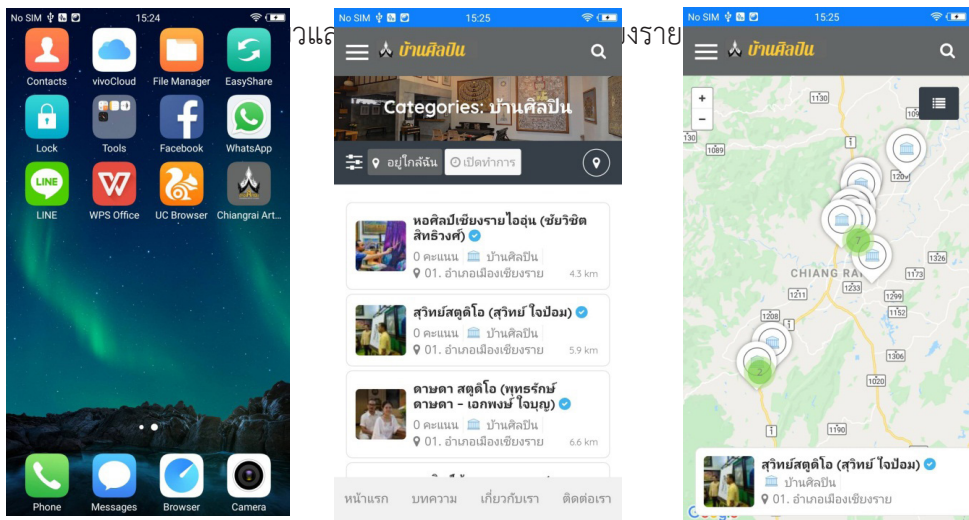 วแล
งราย
No SIM 15:24
Contacts vivoCloud File Manager EasyShare
Lock Tools Facebook WhatsApp
LINE
LINE WPS Office UC Browser Chiangrai Art...
Phone Messages Browser Camera
No SIM 15:25
บ้านศิลปิน
Categories: บ้านศิลปิน
อยู่ใกล้ฉัน เปิดทำการ
หอศิลป์เชียงรายไออุ่น (ชัยวิชิต
สิทธิวงศ์)
0 คะแนน บ้านศิลปิน
01. อำเภอเมืองเชียงราย 4.3 km
สุวิทย์สตูดิโอ (สุวิทย์ ใจป้อม)
0 คะแนน บ้านศิลปิน
01. อำเภอเมืองเชียงราย 5.9 km
ดาษดา สตูดิโอ (พุทธรักษ์
ดาษดา - เอกพงษ์ ใจบุญ)
0 คะแนน บ้านศิลปิน
01. อำเภอเมืองเชียงราย 6.6 km
หน้าแรก บทความ เกี่ยวกับเรา ติดต่อเรา
No SIM 15:25
บ้านศิลปิน
+
-
1130
1089
1
1209
7
1326
CHIANG RA
1173
1233
1211
1299
1152
1208
1
1306
2
1020
1
1190
สุวิทย์สตูดิโอ (สุวิทย์ ใจป้อม)
บ้านศิลปิน
01. อำเภอเมืองเชียงราย